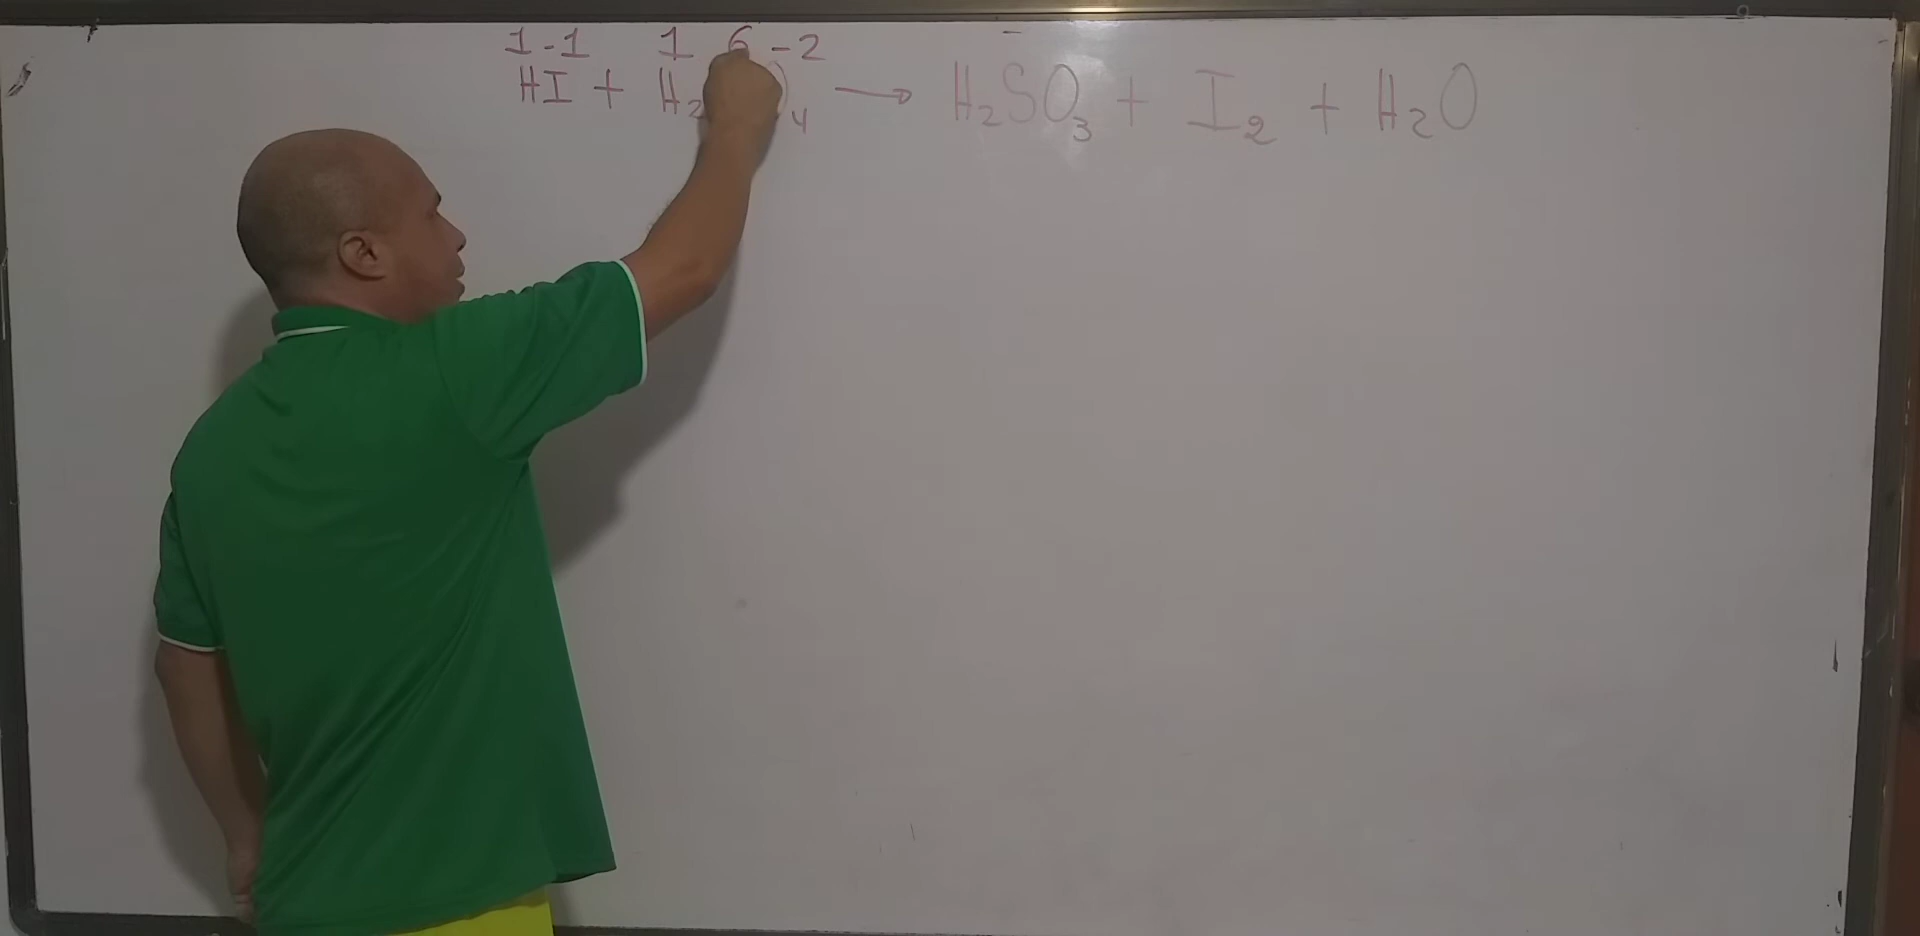 1 -1 1 6 -2
HI + H₂ ₄ → H₂SO₃ + I₂ + H₂O